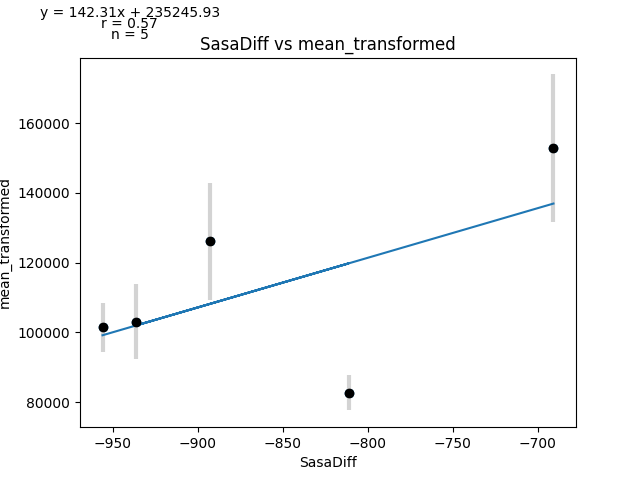 y = 142.31x + 235245.93
r = 0.57
n = 5
SasaDiff vs mean_transformed
160000
140000
120000
100000
80000
mean_transformed
−950
−900
−850
−800
−750
−700
SasaDiff